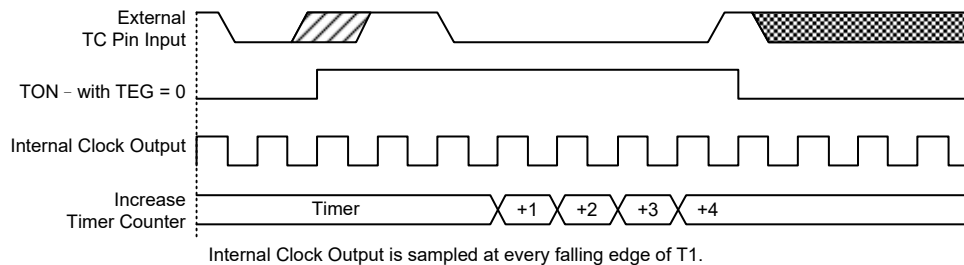 External
TC Pin Input
TON – with TEG = 0
Internal Clock Output
Increase
Timer Counter
Timer +1 +2 +3 +4
Internal Clock Output is sampled at every falling edge of T1.